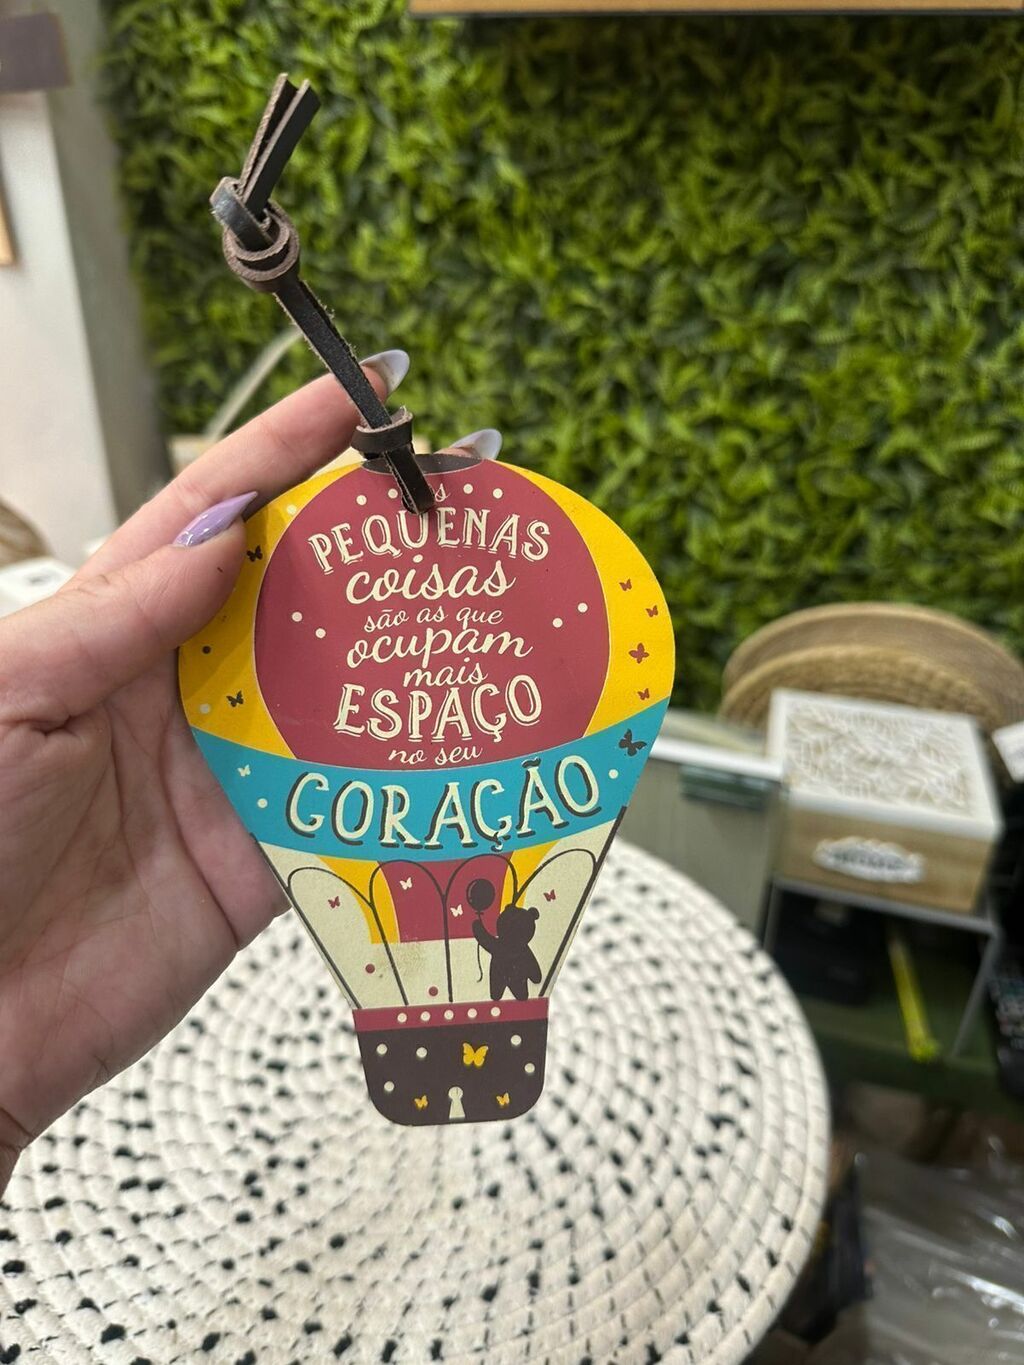 PEQUENAS
coisas
são as que
ocupam
mais
ESPAÇO
no seu
CORAÇÃO